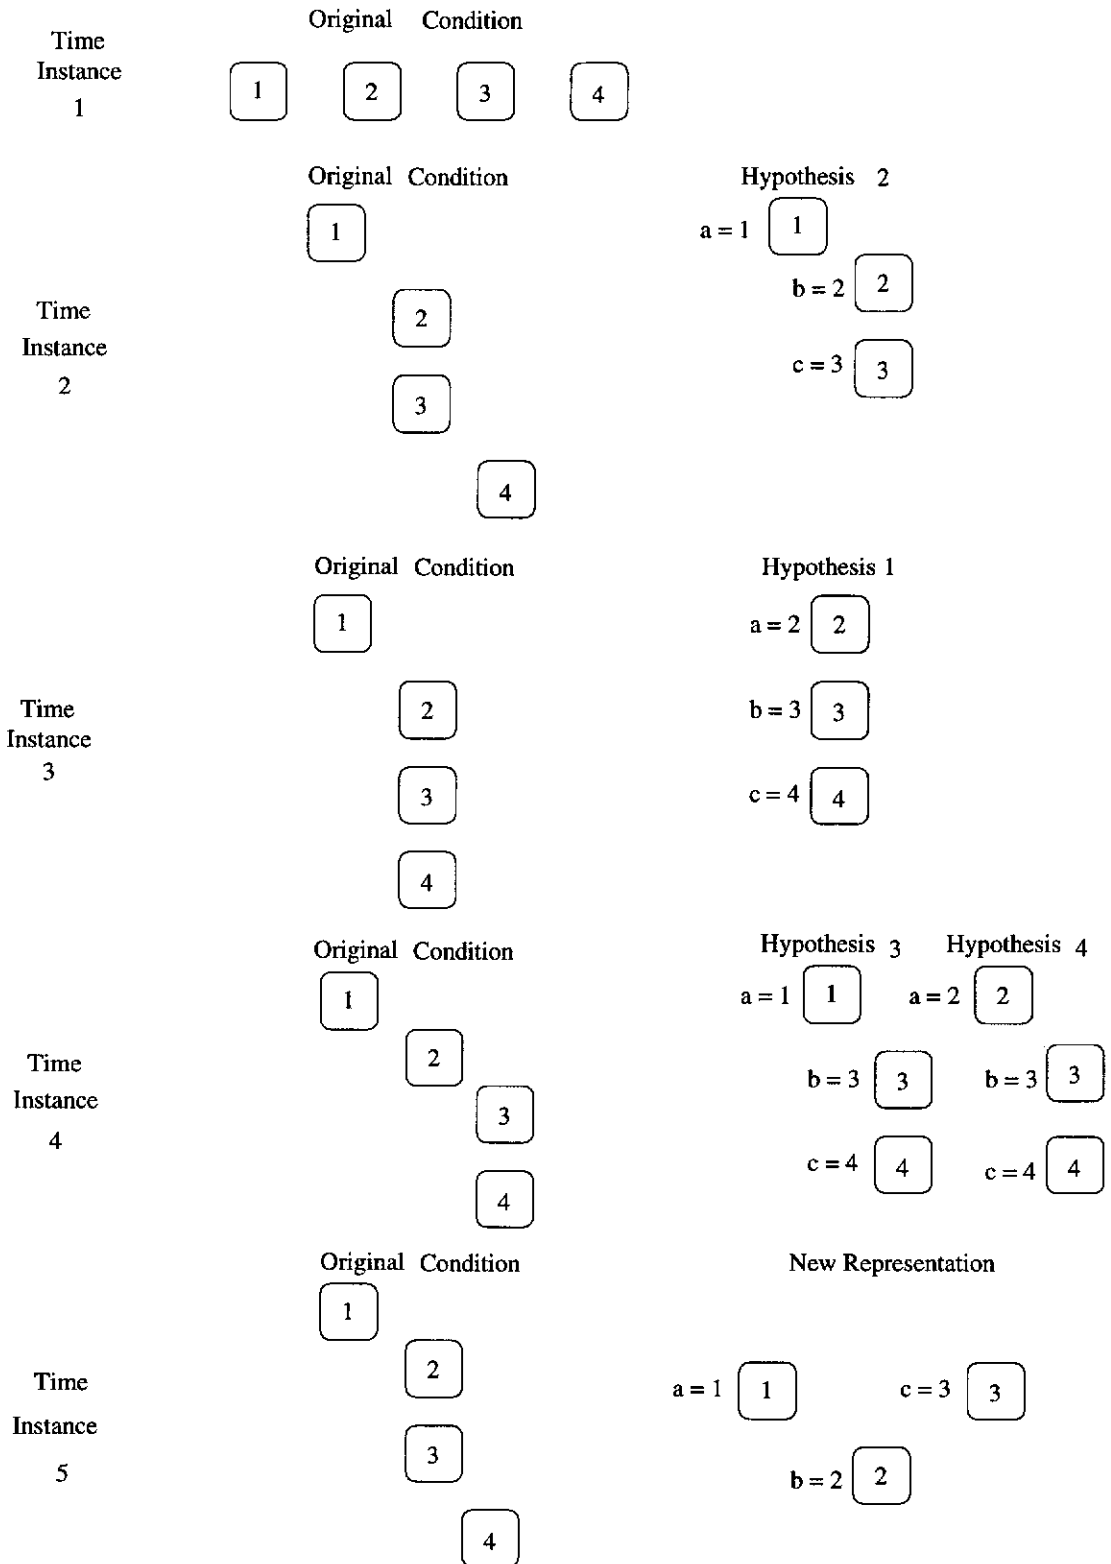 Original Condition
Time
Instance
1
1 2 3 4
Original Condition
Hypothesis 2
1
a = 1 1
b = 2 2
Time
Instance
2
2
c = 3 3
3
4
Original Condition
Hypothesis 1
1
a = 2 2
Time
Instance
3
2
b = 3 3
3
c = 4 4
4
Original Condition
Hypothesis 3
Hypothesis 4
1
a = 1 1
a = 2 2
Time
Instance
4
2
b = 3 3
b = 3 3
3
c = 4 4
c = 4 4
4
Original Condition
New Representation
1
Time
Instance
5
2
a = 1 1
c = 3 3
3
b = 2 2
4